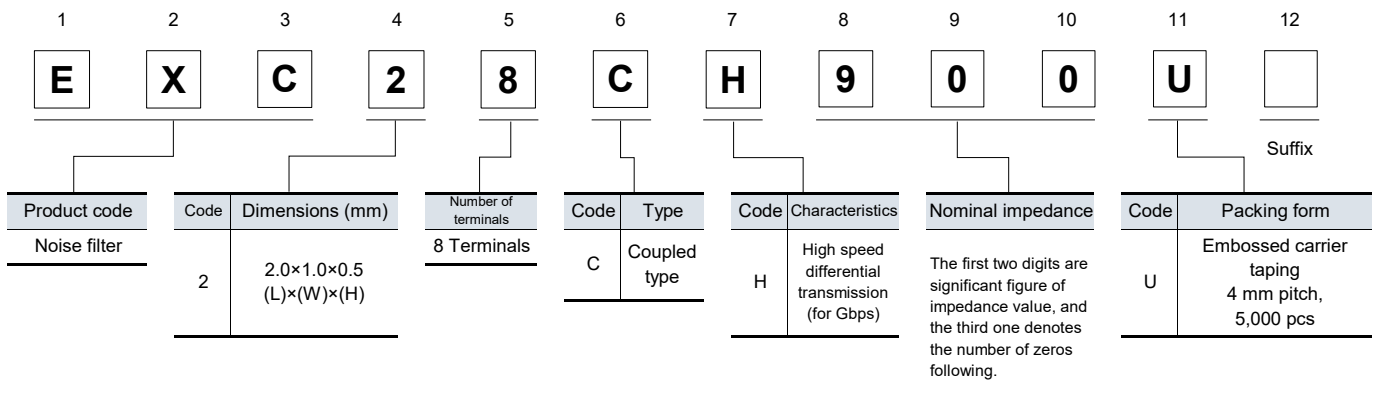 1 2 3 4 5 6 7 8 9 10 11 12
E X C 2 8 C H 9 0 0 U
Suffix
Product code
Noise filter
Code Dimensions (mm)
2 2.0×1.0×0.5
(L)×(W)×(H)
Number of
terminals
8 Terminals
Code Type
C Coupled
type
Code Characteristics
H High speed
differential
transmission
(for Gbps)
Nominal impedance
The first two digits are
significant figure of
impedance value, and
the third one denotes
the number of zeros
following.
Code Packing form
U Embossed carrier
taping
4 mm pitch,
5,000 pcs